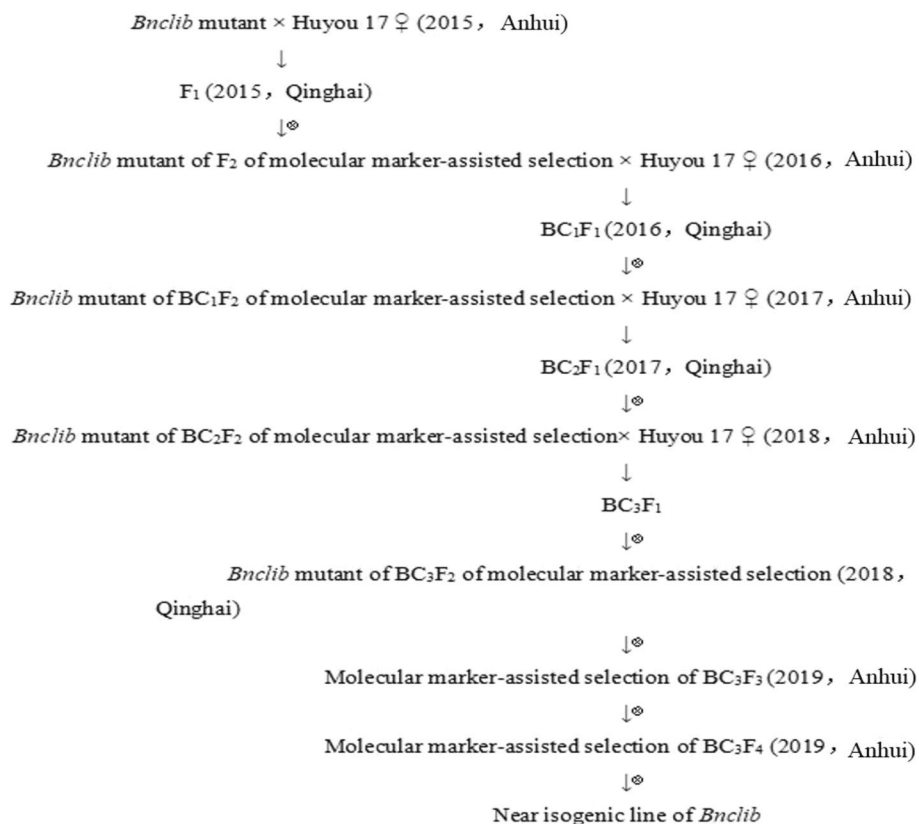 Bnclib mutant × Huyou 17 ♀ (2015, Anhui)
↓
F₁ (2015, Qinghai)
↓⊗
Bnclib mutant of F₂ of molecular marker-assisted selection × Huyou 17 ♀ (2016, Anhui)
↓
BC₁F₁ (2016, Qinghai)
↓⊗
Bnclib mutant of BC₁F₂ of molecular marker-assisted selection × Huyou 17 ♀ (2017, Anhui)
↓
BC₂F₁ (2017, Qinghai)
↓⊗
Bnclib mutant of BC₂F₂ of molecular marker-assisted selection× Huyou 17 ♀ (2018, Anhui)
↓
BC₃F₁
↓⊗
Bnclib mutant of BC₃F₂ of molecular marker-assisted selection (2018,
Qinghai)
↓⊗
Molecular marker-assisted selection of BC₃F₃ (2019, Anhui)
↓⊗
Molecular marker-assisted selection of BC₃F₄ (2019, Anhui)
↓⊗
Near isogenic line of Bnclib